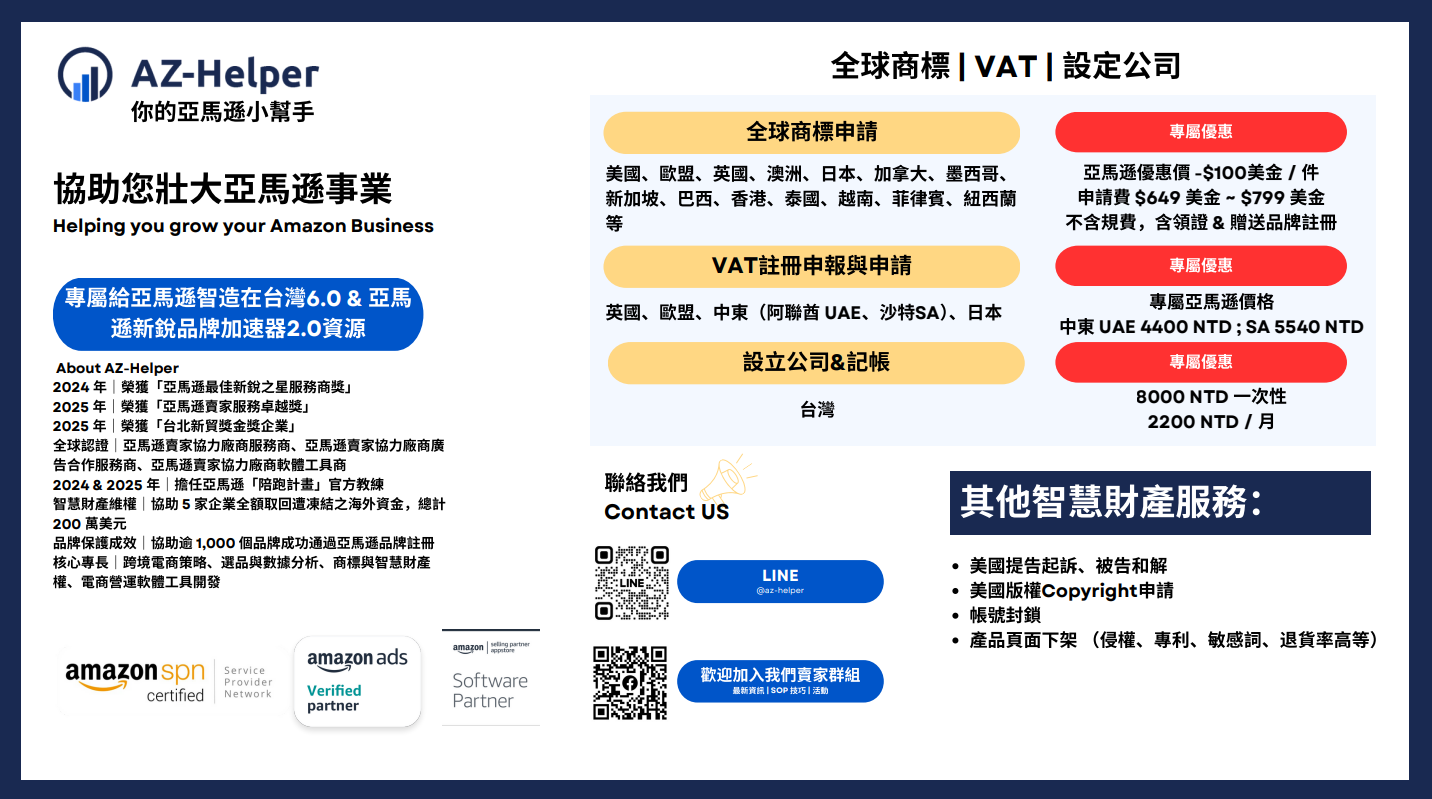 AZ-Helper
你的亞馬遜小幫手
協助您壯大亞馬遜事業
Helping you grow your Amazon Business
專屬給亞馬遜智造在台灣6.0 & 亞馬
遜新銳品牌加速器2.0資源
About AZ-Helper
2024 年｜榮獲「亞馬遜最佳新銳之星服務商獎」
2025 年｜榮獲「亞馬遜賣家服務卓越獎」
2025 年｜榮獲「台北新貿獎金獎企業」
全球認證｜亞馬遜賣家協力廠商服務商、亞馬遜賣家協力廠商廣
告合作服務商、亞馬遜賣家協力廠商軟體工具商
2024 & 2025 年｜擔任亞馬遜「陪跑計畫」官方教練
智慧財產維權｜協助 5 家企業全額取回遭凍結之海外資金，總計
200 萬美元
品牌保護成效｜協助逾 1,000 個品牌成功通過亞馬遜品牌註冊
核心專長｜跨境電商策略、選品與數據分析、商標與智慧財產
權、電商營運軟體工具開發
amazon spn
certified
Service
Provider
Network
amazon ads
Verified
partner
amazon | selling partner
appstore
Software
Partner
全球商標 | VAT | 設定公司
全球商標申請
專屬優惠
美國、歐盟、英國、澳洲、日本、加拿大、墨西哥、
新加坡、巴西、香港、泰國、越南、菲律賓、紐西蘭
等
亞馬遜優惠價 -$100美金 / 件
申請費 $649 美金 ~ $799 美金
不含規費，含領證 & 贈送品牌註冊
VAT註冊申報與申請
專屬優惠
英國、歐盟、中東（阿聯酋 UAE、沙特SA）、日本
專屬亞馬遜價格
中東 UAE 4400 NTD ; SA 5540 NTD
設立公司&記帳
專屬優惠
台灣
8000 NTD 一次性
2200 NTD / 月
聯絡我們
Contact US
LINE
LINE
@az-helper
歡迎加入我們賣家群組
最新資訊 | SOP 技巧 | 活動
其他智慧財產服務：
• 美國提告起訴、被告和解
• 美國版權Copyright申請
• 帳號封鎖
• 產品頁面下架 （侵權、專利、敏感詞、退貨率高等）